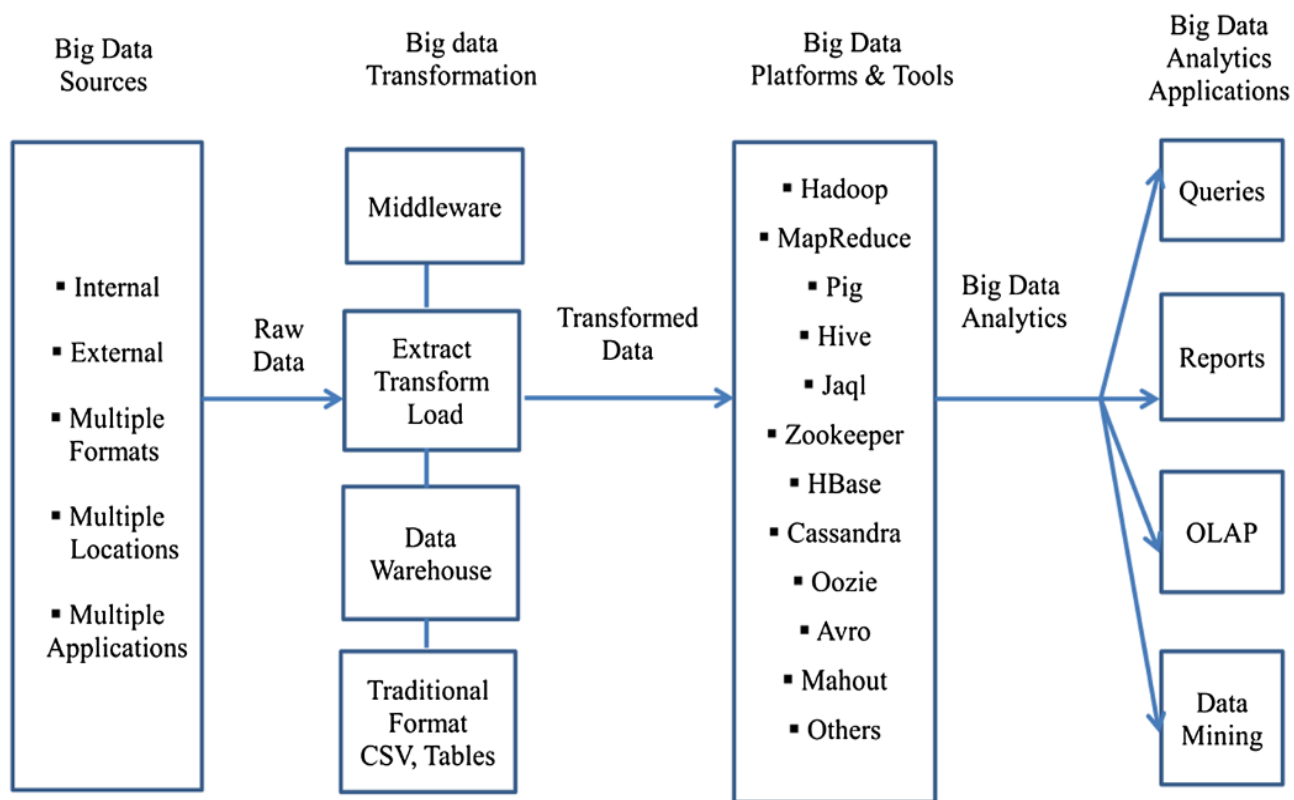 Big Data
Sources
Big data
Transformation
Big Data
Platforms & Tools
Big Data
Analytics
Applications
▪ Internal
▪ External
▪ Multiple
Formats
▪ Multiple
Locations
▪ Multiple
Applications
Raw
Data
Middleware
Extract
Transform
Load
Data
Warehouse
Traditional
Format
CSV, Tables
Transformed
Data
▪ Hadoop
▪ MapReduce
▪ Pig
▪ Hive
▪ Jaql
▪ Zookeeper
▪ HBase
▪ Cassandra
▪ Oozie
▪ Avro
▪ Mahout
▪ Others
Big Data
Analytics
Queries
Reports
OLAP
Data
Mining